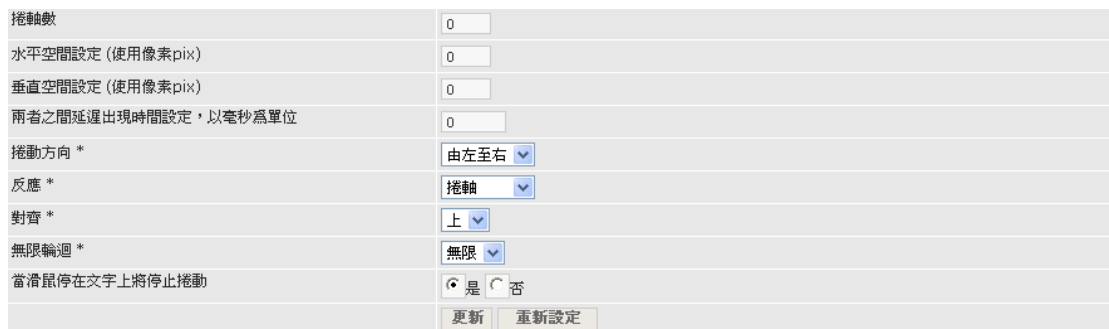 捲軸數 0
水平空間設定 (使用像素pix) 0
垂直空間設定 (使用像素pix) 0
兩者之間延遲出現時間設定，以毫秒爲單位 0
捲動方向 * 由左至右
反應 * 捲軸
對齊 * 上
無限輪迴 * 無限
當滑鼠停在文字上將停止捲動 是 否
更新 重新設定